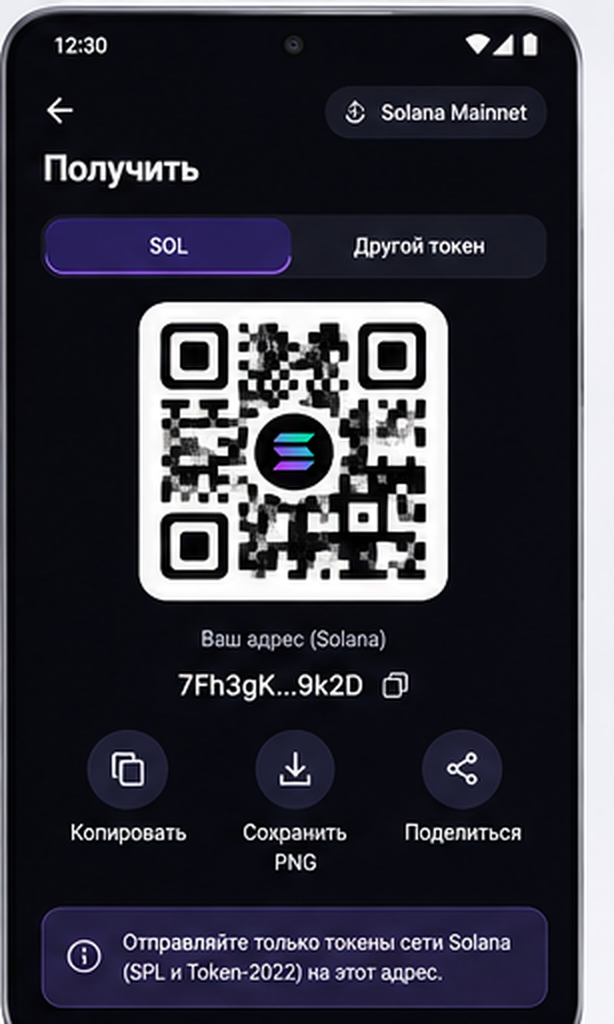 12:30
Solana Mainnet
Получить
SOL
Другой токен
Ваш адрес (Solana)
7Fh3gK...9k2D
Копировать
Сохранить
PNG
Поделиться
Отправляйте только токены сети Solana
(SPL и Token-2022) на этот адрес.